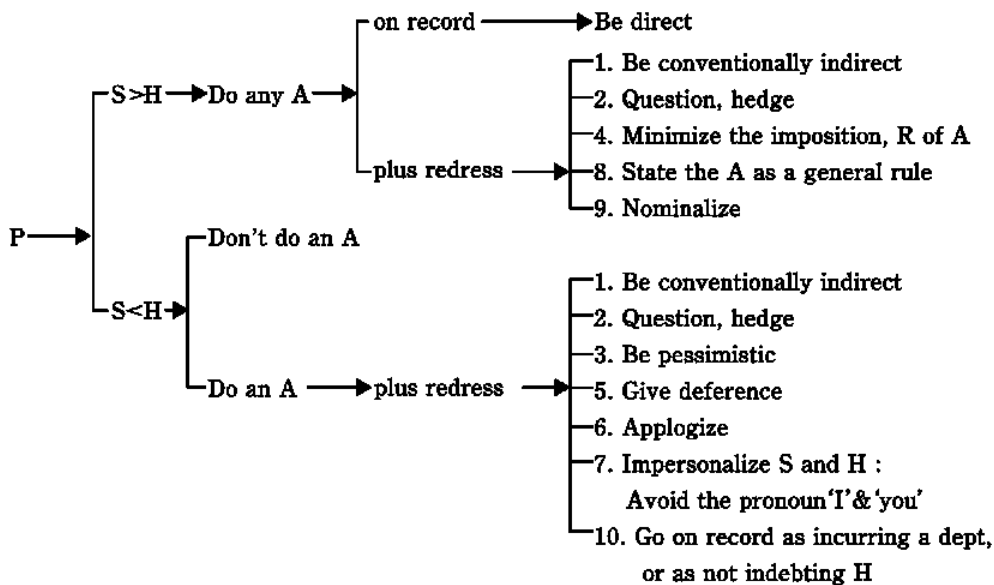 on record
Be direct
1. Be conventionally indirect
S>H
Do any A
2. Question, hedge
4. Minimize the imposition, R of A
plus redress
8. State the A as a general rule
9. Nominalize
P
Don't do an A
1. Be conventionally indirect
S<H
2. Question, hedge
3. Be pessimistic
Do an A
plus redress
5. Give deference
6. Applogize
7. Impersonalize S and H :
Avoid the pronoun 'I' & 'you'
10. Go on record as incurring a dept,
or as not indebting H